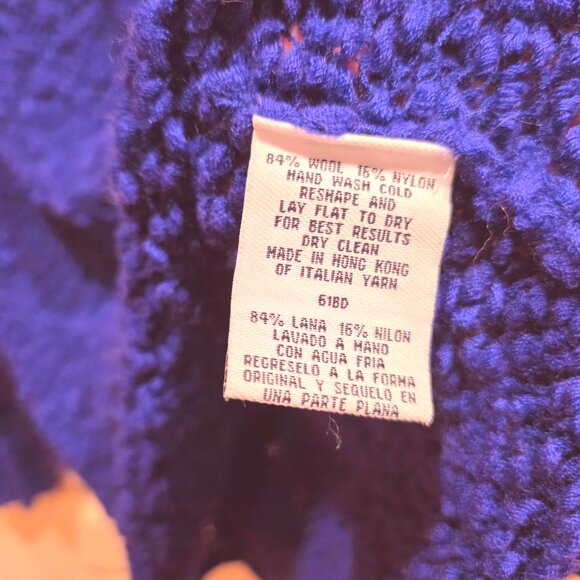 84% WOOL 16% NYLON
HAND WASH COLD
RESHAPE AND
LAY FLAT TO DRY
FOR BEST RESULTS
DRY CLEAN
MADE IN HONG KONG
OF ITALIAN YARN
61BD
84% LANA 16% NILON
LAVADO A MANO
CON AGUA FRIA
REGRESELO A LA FORMA
ORIGINAL Y SEQUELO EN
UNA PARTE PLANA